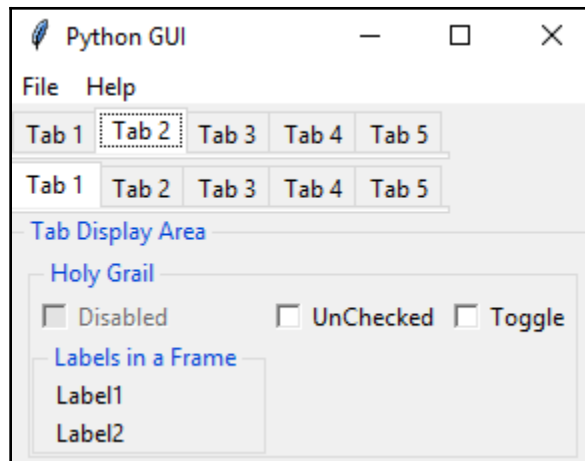 Python GUI
File Help
Tab 1 Tab 2 Tab 3 Tab 4 Tab 5
Tab 1 Tab 2 Tab 3 Tab 4 Tab 5
Tab Display Area
Holy Grail
Disabled UnChecked Toggle
Labels in a Frame
Label1
Label2